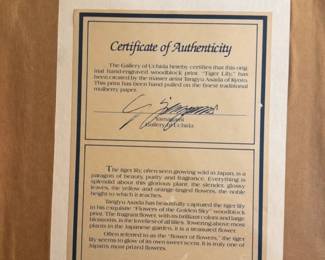 Certificate of Authenticity
The Gallery of Uchida hereby certifies that this orig-
inal hand-engraved woodblock print, "Tiger Lily," has
been created by the master artist Tangyu Asada of Kyoto.
This print has been hand pulled on the finest traditional
mulberry paper.
Gallery of Uchida
The tiger lily, often seen growing wild in Japan, is a
paragon of beauty, purity and fragrance. Everything is
splendid about this glorious plant: the slender, glossy
leaves, the yellow and orange-tinged flowers, the noble
height to which it reaches.
Tangyu Asada has beautifully captured the tiger lily
in his exquisite "Flowers of the Golden Sky" woodblock
print. The fragrant flower, with its brilliant colors and large
blossoms, is the loveliest of all lilies, towering above most
plants in the Japanese garden, it is a treasured flower.
Often referred to as the "flower of flowers," the tiger
lily seems to glow of its own sweet scent. It is truly one of
Japan's most prized flowers.